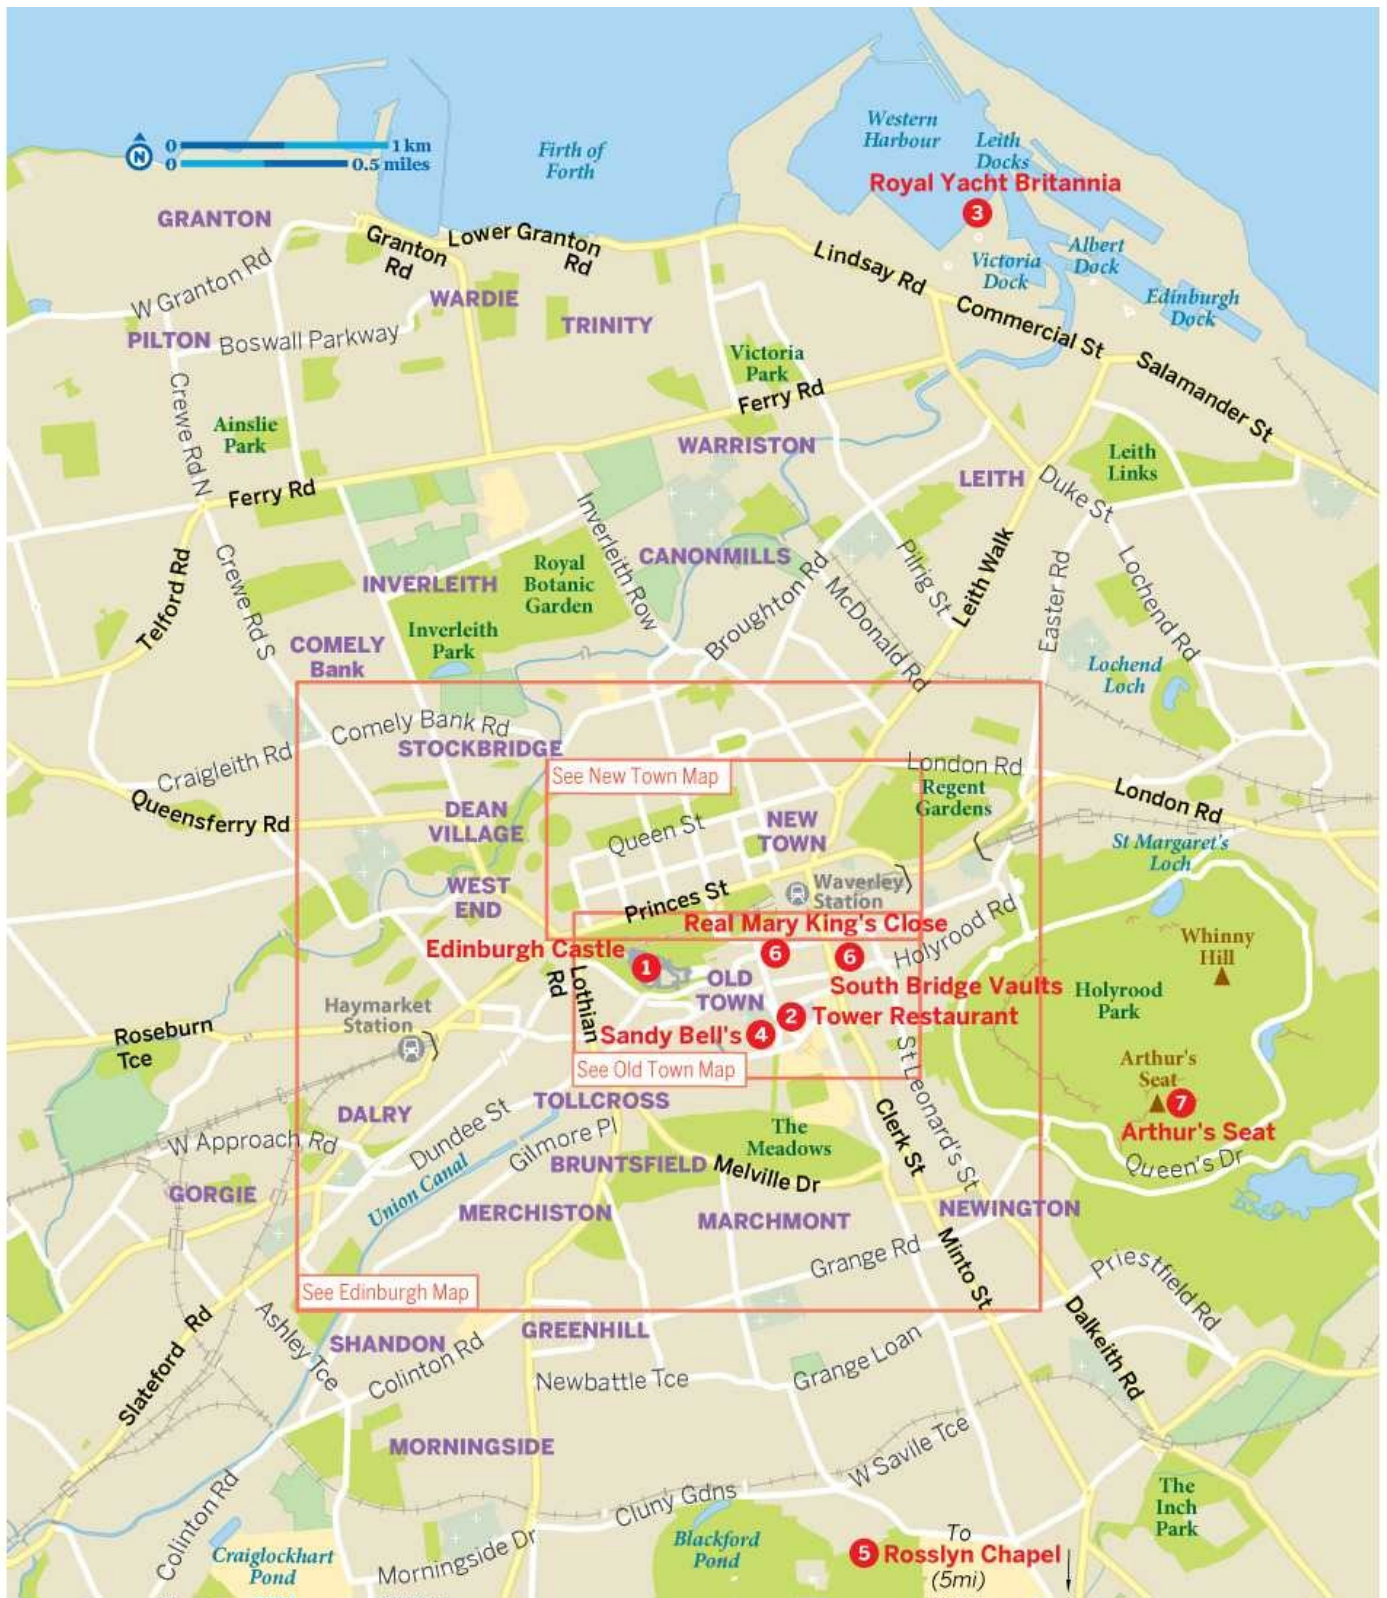 Western
Harbour
Leith
Docks
0
1 km
0
0.5 miles
N
Firth of
Forth
Royal Yacht Britannia
3
GRANTON
Granton
Rd
Lower Granton
Rd
Lindsay Rd
Victoria
Dock
Albert
Dock
Edinburgh
Dock
W Granton Rd
WARDIE
TRINITY
Commercial St
PILTON
Boswall Parkway
Victoria
Park
Salamander St
Crewe Rd N
Ferry Rd
Ainslie
Park
WARRISTON
LEITH
Leith
Links
Ferry Rd
Duke St
Inverleith Row
Telford Rd
Crewe Rd S
INVERLEITH
Royal
Botanic
Garden
CANONMILLS
Broughton Rd
McDonald Rd
Pilrig St
Leith Walk
Easter Rd
Lochend Rd
COMELY
Bank
Inverleith
Park
Lochend
Loch
Comely Bank Rd
Craigleith Rd
STOCKBRIDGE
See New Town Map
London Rd
Regent
Gardens
London Rd
Queensferry Rd
DEAN
VILLAGE
Queen St
NEW
TOWN
St Margaret's
Loch
WEST
END
Princes St
Waverley
Station
Real Mary King's Close
Holyrood Rd
Whinny
Hill
Edinburgh Castle
1
6
6
OLD
TOWN
South Bridge Vaults
Holyrood
Park
Lothian
Rd
Haymarket
Station
2
Tower Restaurant
Sandy Bell's
4
Roseburn
Tce
See Old Town Map
St Leonard's St
Arthur's
Seat
7
Arthur's Seat
DALRY
TOLLCROSS
Dundee St
Gilmore Pl
The
Meadows
Clerk St
W Approach Rd
Union Canal
BRUNTSFIELD
Melville Dr
Queen's Dr
GORGIE
MERCHISTON
MARCHMONT
NEWINGTON
Grange Rd
Minto St
Priestfield Rd
See Edinburgh Map
Slateford Rd
Ashley Tce
SHANDON
Colinton Rd
GREENHILL
Grange Loan
Dalkeith Rd
Newbattle Tce
MORNINGSIDE
W Savile Tce
Colinton Rd
Cluny Gdns
The
Inch
Park
Craiglockhart
Pond
Morningside Dr
Blackford
Pond
To
5
Rosslyn Chapel
(5mi)